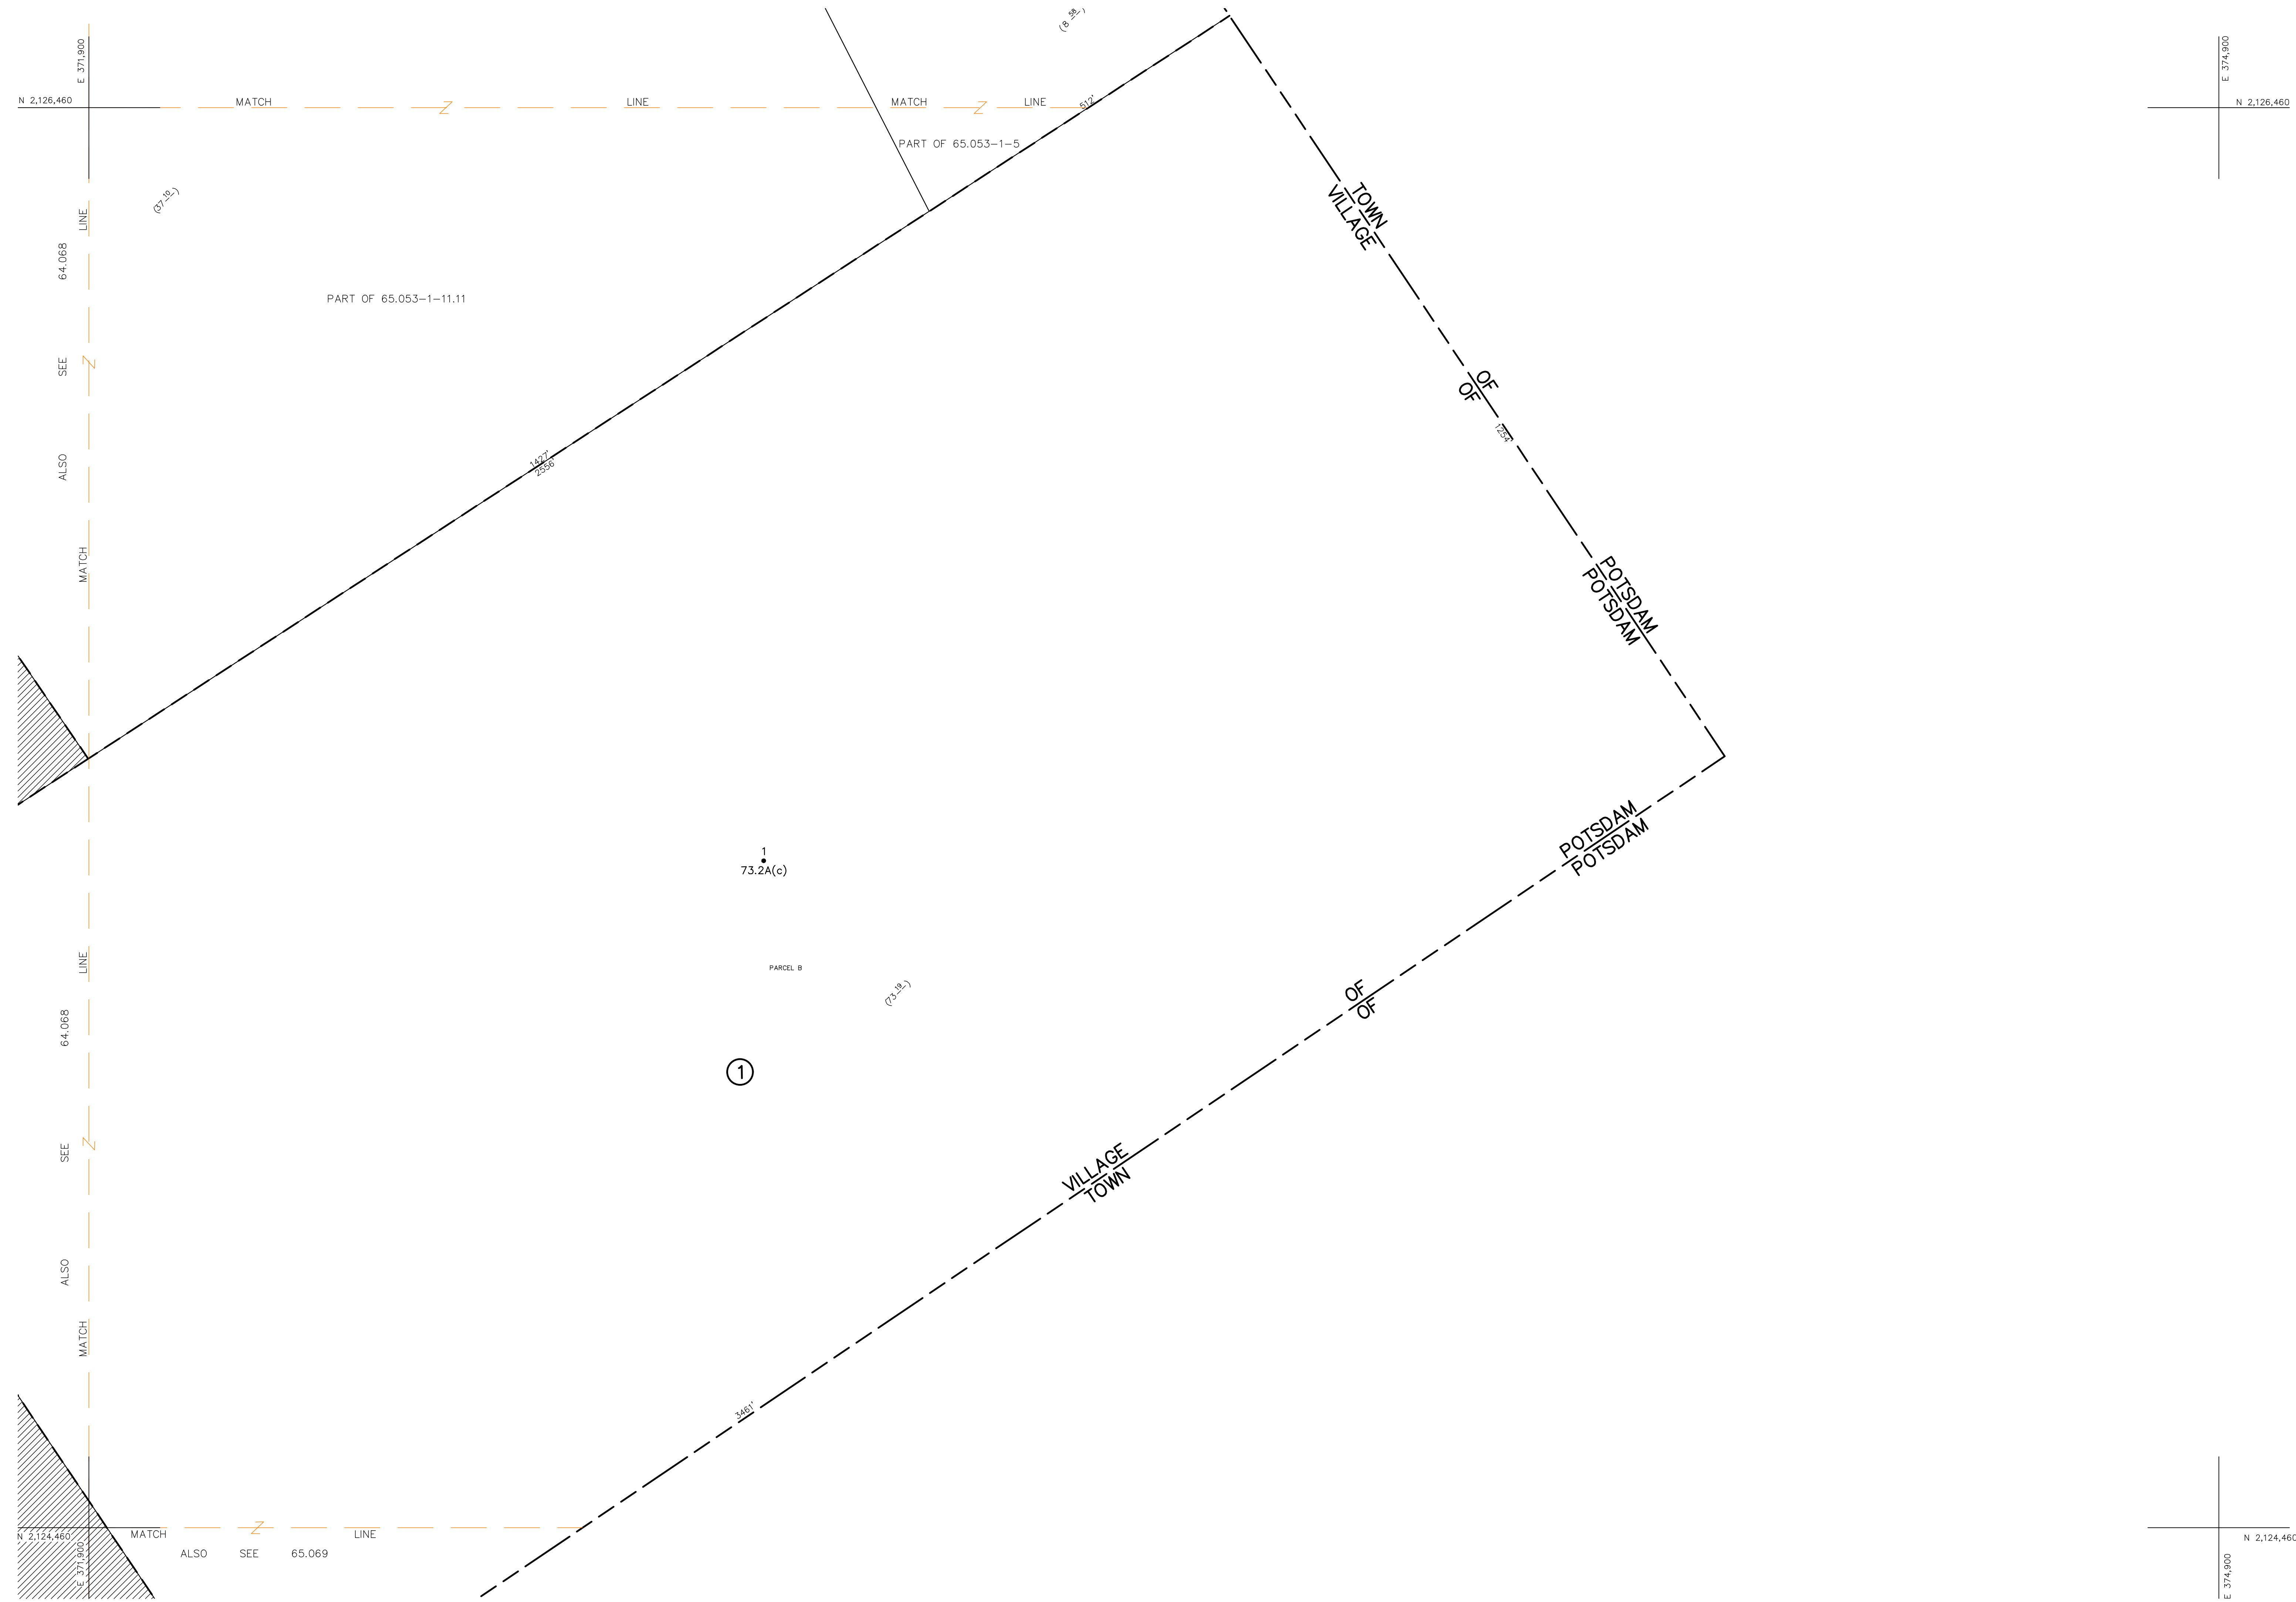 (8 58)
E 371,900
E 374,900
N 2,126,460
MATCH LINE
MATCH LINE
512'
N 2,126,460
PART OF 65.053-1-5
(37 10)
TOWN OF POTSDAM
VILLAGE OF POTSDAM
1254'
MATCH LINE
ALSO SEE 64.068
PART OF 65.053-1-11.11
1427'
2556'
1
73.2A(c)
PARCEL B
(73 19)
1
VILLAGE OF POTSDAM
TOWN OF POTSDAM
MATCH LINE
ALSO SEE 64.068
3461'
N 2,124,460
MATCH LINE
ALSO SEE 65.069
E 371,900
N 2,124,460
E 374,900